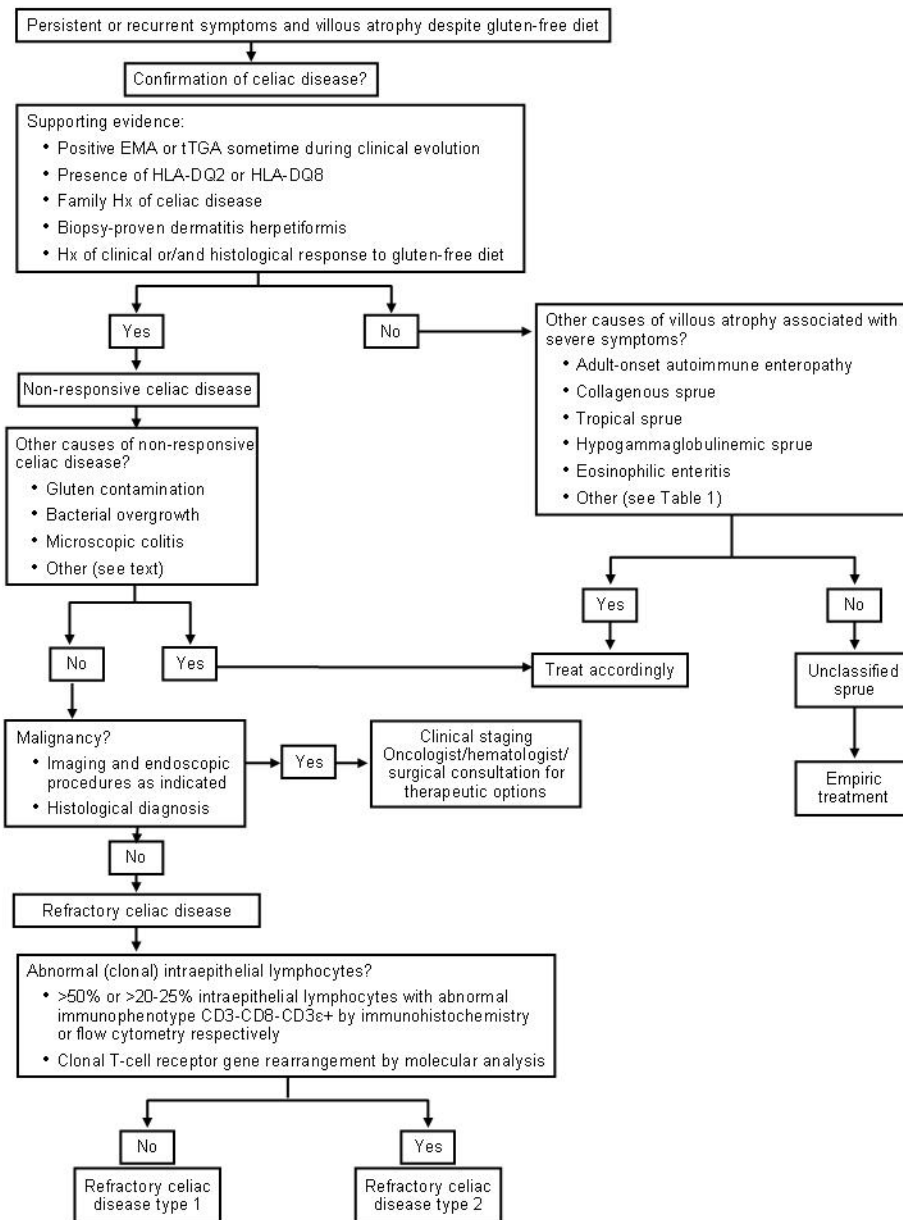 Persistent or recurrent symptoms and villous atrophy despite gluten-free diet
Confirmation of celiac disease?
Supporting evidence:
• Positive EMA or tTGA sometime during clinical evolution
• Presence of HLA-DQ2 or HLA-DQ8
• Family Hx of celiac disease
• Biopsy-proven dermatitis herpetiformis
• Hx of clinical or/and histological response to gluten-free diet
Yes
No
Other causes of villous atrophy associated with
severe symptoms?
• Adult-onset autoimmune enteropathy
• Collagenous sprue
• Tropical sprue
• Hypogammaglobulinemic sprue
• Eosinophilic enteritis
• Other (see Table 1)
Non-responsive celiac disease
Other causes of non-responsive
celiac disease?
• Gluten contamination
• Bacterial overgrowth
• Microscopic colitis
• Other (see text)
Yes
No
No
Yes
Treat accordingly
Unclassified
sprue
Empiric
treatment
Malignancy?
• Imaging and endoscopic
procedures as indicated
• Histological diagnosis
Yes
Clinical staging
Oncologist/hematologist/
surgical consultation for
therapeutic options
No
Refractory celiac disease
Abnormal (clonal) intraepithelial lymphocytes?
• >50% or >20-25% intraepithelial lymphocytes with abnormal
immunophenotype CD3-CD8-CD3ε+ by immunohistochemistry
or flow cytometry respectively
• Clonal T-cell receptor gene rearrangement by molecular analysis
No
Yes
Refractory celiac
disease type 1
Refractory celiac
disease type 2